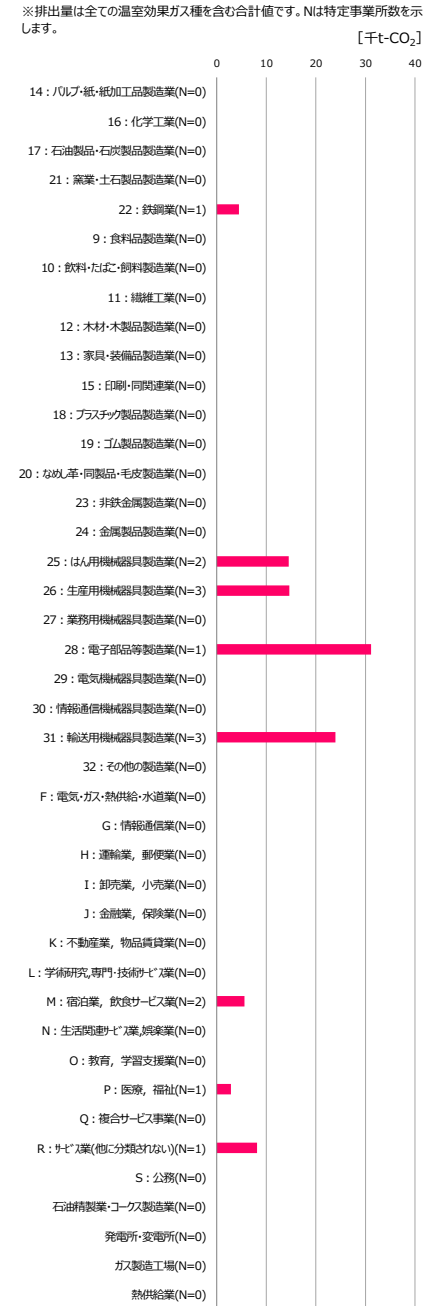 ※排出量は全ての温室効果ガス種を含む合計値です。Nは特定事業所数を示
します。
[千t-CO₂]
0 10 20 30 40
14：パルプ・紙・紙加工品製造業(N=0)
16：化学工業(N=0)
17：石油製品・石炭製品製造業(N=0)
21：窯業・土石製品製造業(N=0)
22：鉄鋼業(N=1)
9：食料品製造業(N=0)
10：飲料・たばこ・飼料製造業(N=0)
11：繊維工業(N=0)
12：木材・木製品製造業(N=0)
13：家具・装備品製造業(N=0)
15：印刷・同関連業(N=0)
18：プラスチック製品製造業(N=0)
19：ゴム製品製造業(N=0)
20：なめし革・同製品・毛皮製造業(N=0)
23：非鉄金属製造業(N=0)
24：金属製品製造業(N=0)
25：はん用機械器具製造業(N=2)
26：生産用機械器具製造業(N=3)
27：業務用機械器具製造業(N=0)
28：電子部品等製造業(N=1)
29：電気機械器具製造業(N=0)
30：情報通信機械器具製造業(N=0)
31：輸送用機械器具製造業(N=3)
32：その他の製造業(N=0)
F：電気・ガス・熱供給・水道業(N=0)
G：情報通信業(N=0)
H：運輸業，郵便業(N=0)
I：卸売業，小売業(N=0)
J：金融業，保険業(N=0)
K：不動産業，物品賃貸業(N=0)
L：学術研究,専門・技術ｻｰﾋﾞｽ業(N=0)
M：宿泊業，飲食サービス業(N=2)
N：生活関連ｻｰﾋﾞｽ業,娯楽業(N=0)
O：教育，学習支援業(N=0)
P：医療，福祉(N=1)
Q：複合サービス事業(N=0)
R：ｻｰﾋﾞｽ業(他に分類されない)(N=1)
S：公務(N=0)
石油精製業・コークス製造業(N=0)
発電所・変電所(N=0)
ガス製造工場(N=0)
熱供給業(N=0)